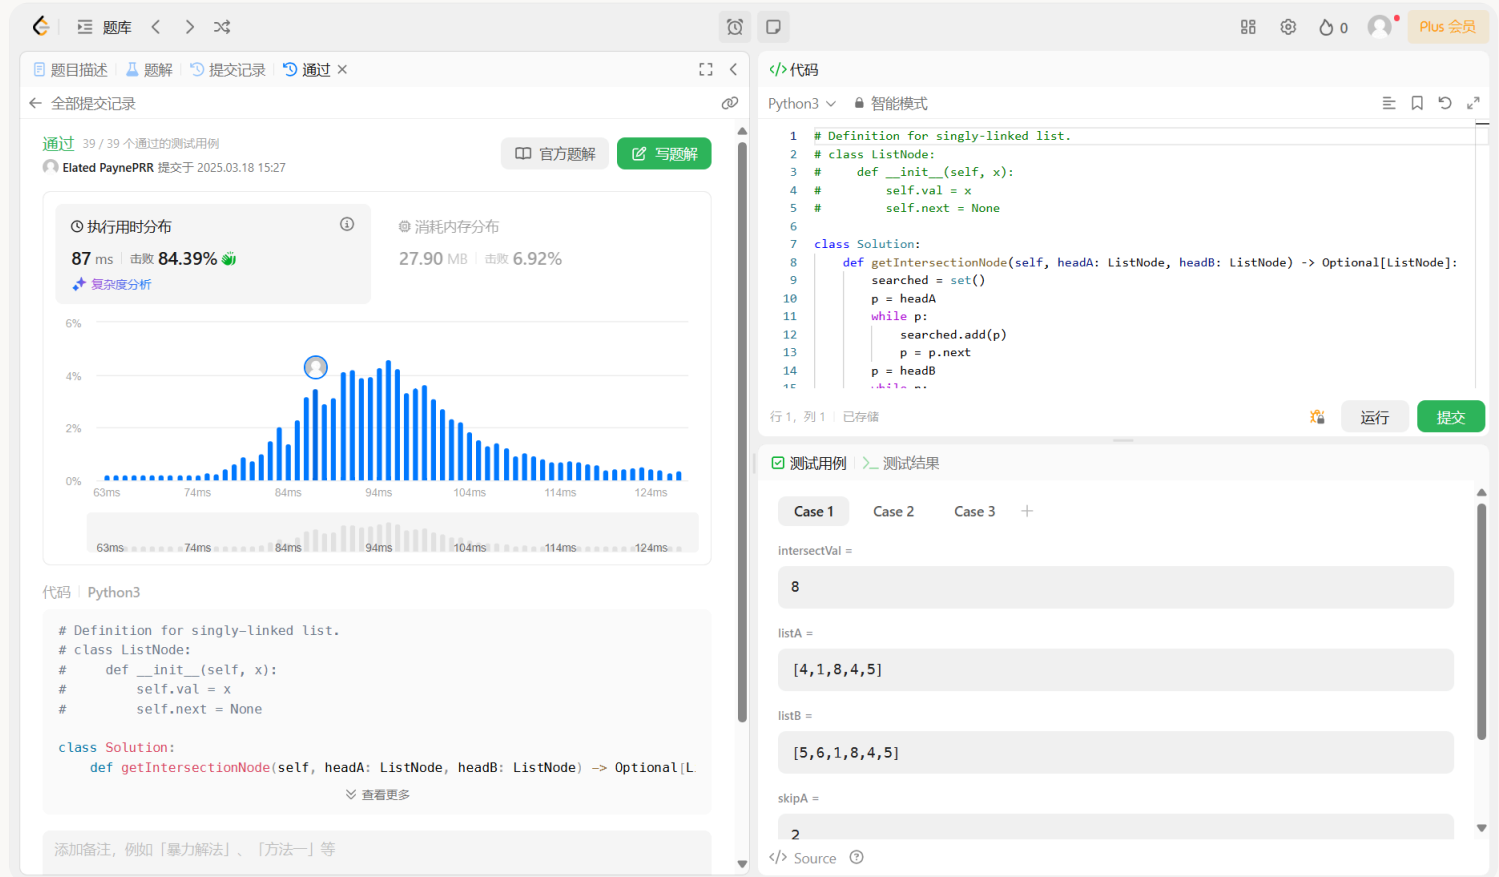 题库
0
Plus 会员
题目描述
题解
提交记录
通过
全部提交记录
通过 39 / 39 个通过的测试用例
Elated PaynePRR 提交于 2025.03.18 15:27
官方题解
写题解
执行用时分布
87 ms 击败 84.39%
复杂度分析
消耗内存分布
27.90 MB 击败 6.92%
6%
4%
2%
0%
63ms 74ms 84ms 94ms 104ms 114ms 124ms
63ms 74ms 84ms 94ms 104ms 114ms 124ms
代码 Python3
# Definition for singly-linked list.
# class ListNode:
#     def __init__(self, x):
#         self.val = x
#         self.next = None
class Solution:
    def getIntersectionNode(self, headA: ListNode, headB: ListNode) -> Optional[L
查看更多
添加备注，例如「暴力解法」、「方法一」等
代码
Python3
智能模式
1 # Definition for singly-linked list.
2 # class ListNode:
3 #     def __init__(self, x):
4 #         self.val = x
5 #         self.next = None
6
7 class Solution:
8     def getIntersectionNode(self, headA: ListNode, headB: ListNode) -> Optional[ListNode]:
9         searched = set()
10         p = headA
11         while p:
12             searched.add(p)
13             p = p.next
14         p = headB
15         while p:
行 1，列 1 已存储
运行
提交
测试用例
测试结果
Case 1
Case 2
Case 3
intersectVal =
8
listA =
[4,1,8,4,5]
listB =
[5,6,1,8,4,5]
skipA =
2
Source